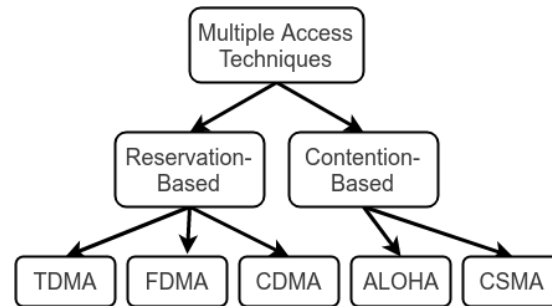 Multiple Access
Techniques
Reservation-
Based
Contention-
Based
TDMA
FDMA
CDMA
ALOHA
CSMA